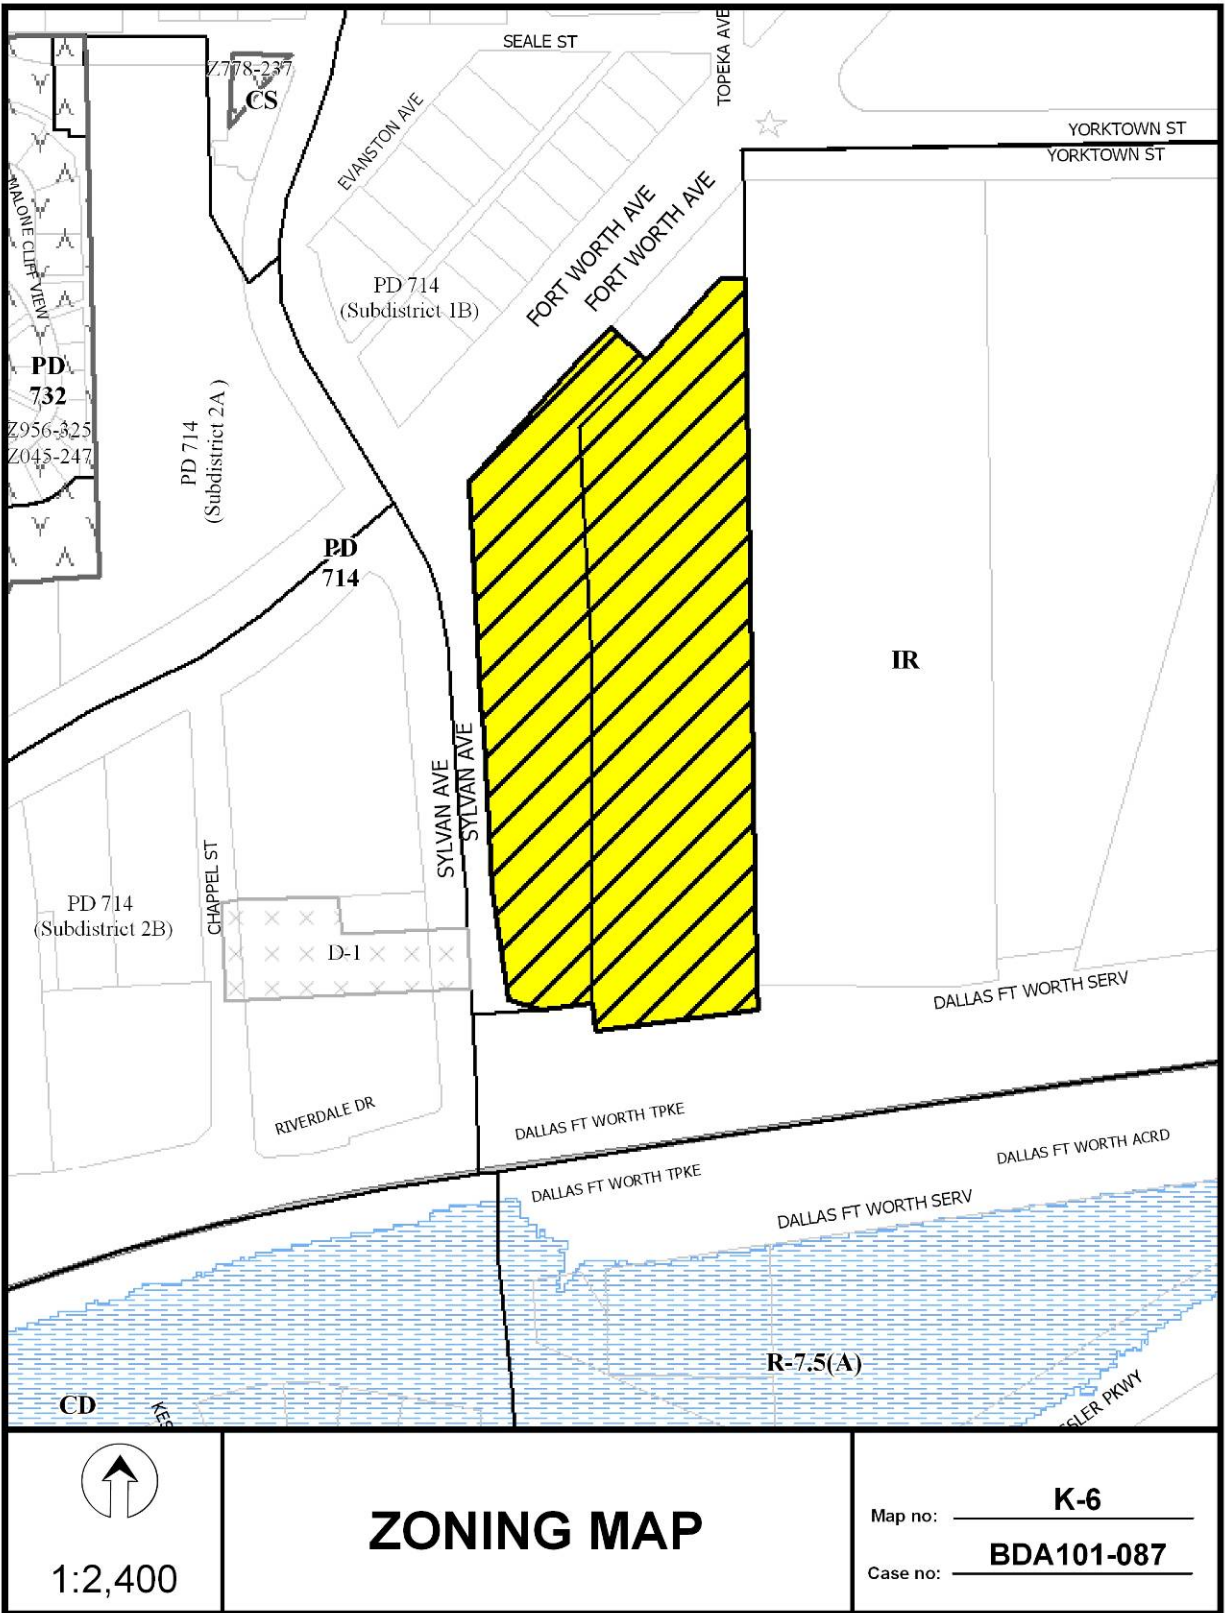 SEALE ST
TOPEKA AVE
Z778-237
CS
EVANSTON AVE
YORKTOWN ST
YORKTOWN ST
MALONE CLIFF VIEW
FORT WORTH AVE
FORT WORTH AVE
PD 714
(Subdistrict 1B)
PD
732
Z956-325
Z045-247
PD 714
(Subdistrict 2A)
PD
714
IR
SYLVAN AVE
SYLVAN AVE
CHAPPEL ST
PD 714
(Subdistrict 2B)
D-1
DALLAS FT WORTH SERV
RIVERDALE DR
DALLAS FT WORTH TPKE
DALLAS FT WORTH ACRD
DALLAS FT WORTH TPKE
DALLAS FT WORTH SERV
R-7.5(A)
CD
KES
SLER PKWY
1:2,400
ZONING MAP
Map no: K-6
Case no: BDA101-087